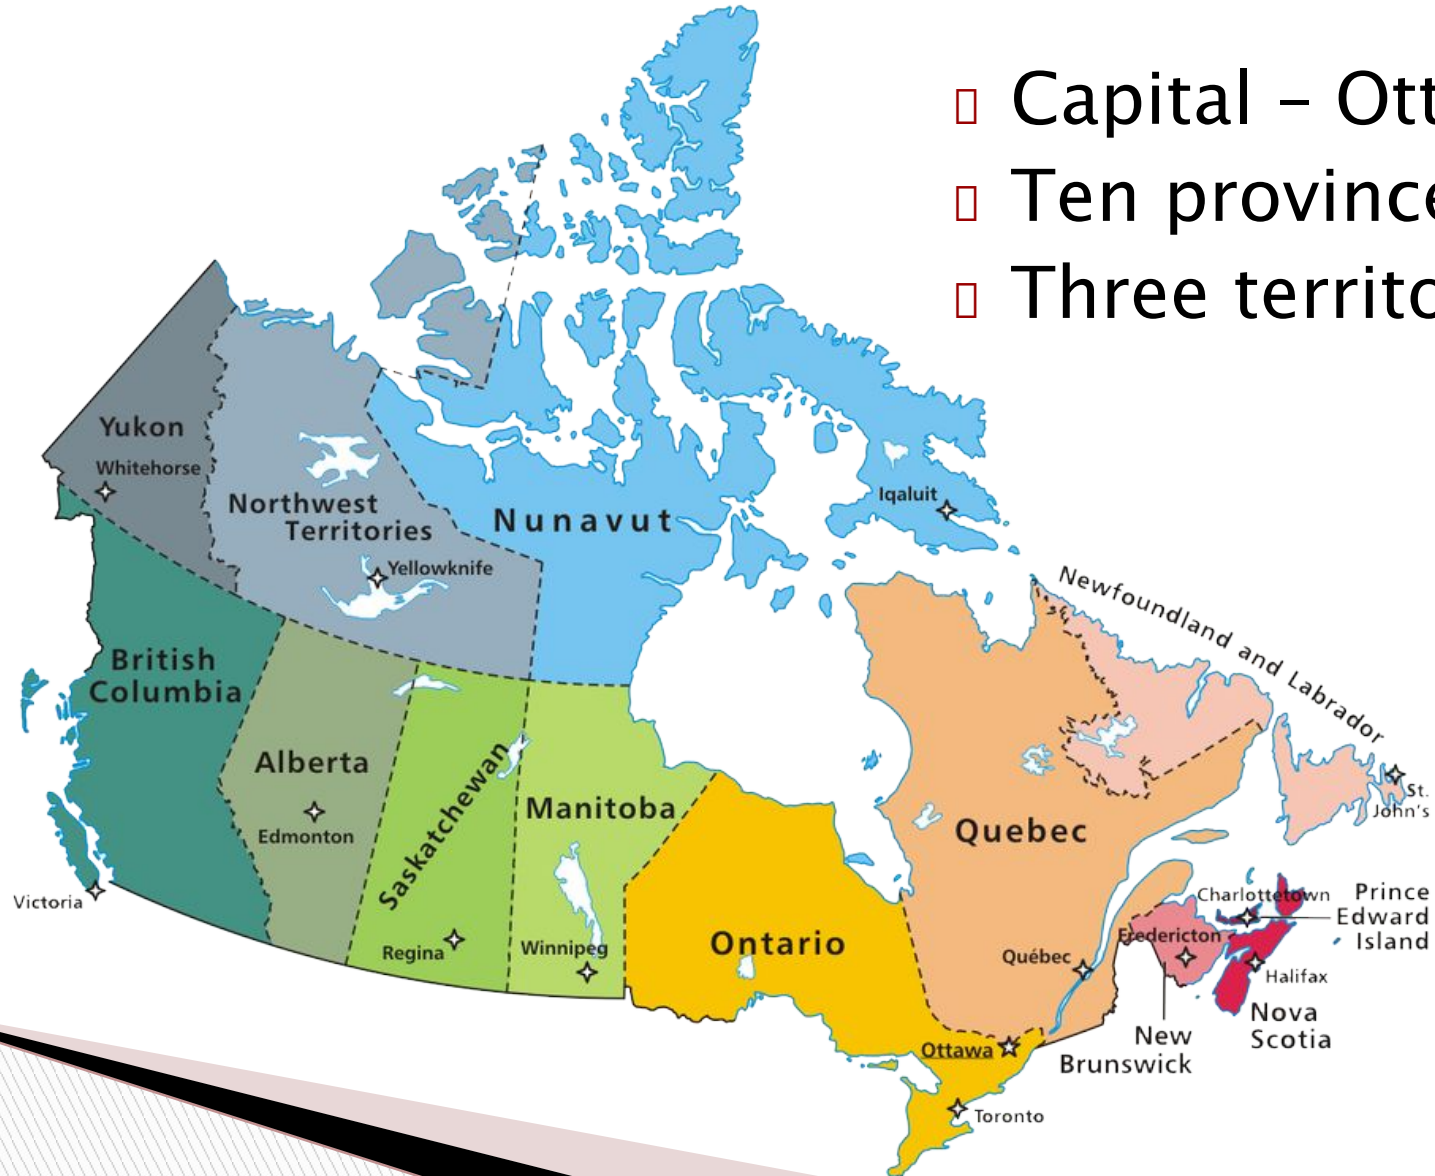 Capital – Ott
Ten province
Three territo
Yukon
Whitehorse
Northwest
Territories
Yellowknife
Nunavut
Iqaluit
Newfoundland and Labrador
British
Columbia
Alberta
Edmonton
Saskatchewan
Regina
Manitoba
Winnipeg
Victoria
Ontario
Quebec
Québec
Ottawa
Toronto
St.
John's
Charlottetown
Prince
Edward
Island
Fredericton
Halifax
Nova
Scotia
New
Brunswick